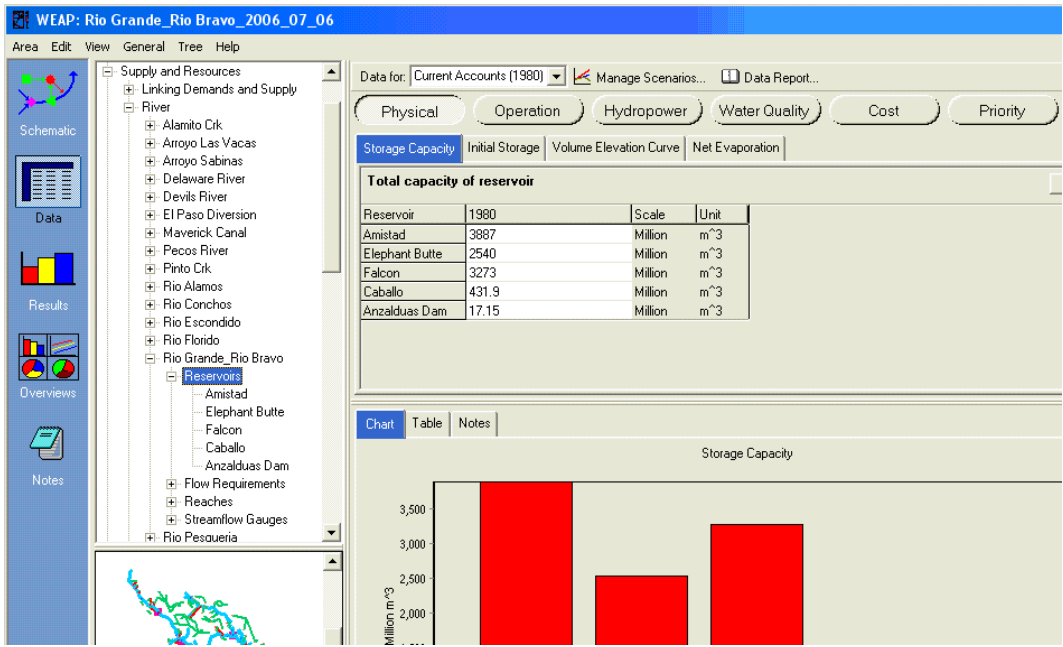 WEAP: Rio Grande_Rio Bravo_2006_07_06
Area Edit View General Tree Help
Schematic
Data
Results
Overviews
Notes
Supply and Resources
Linking Demands and Supply
River
Alamito Crk
Arroyo Las Vacas
Arroyo Sabinas
Delaware River
Devils River
El Paso Diversion
Maverick Canal
Pecos River
Pinto Crk
Rio Alamos
Rio Conchos
Rio Escondido
Rio Florido
Rio Grande_Rio Bravo
Reservoirs
Amistad
Elephant Butte
Falcon
Caballo
Anzalduas Dam
Flow Requirements
Reaches
Streamflow Gauges
Rio Pesqueria
Data for: Current Accounts (1980) Manage Scenarios... Data Report...
Physical Operation Hydropower Water Quality Cost Priority
Storage Capacity Initial Storage Volume Elevation Curve Net Evaporation
Total capacity of reservoir
Reservoir 1980 Scale Unit
Amistad 3887 Million m^3
Elephant Butte 2540 Million m^3
Falcon 3273 Million m^3
Caballo 431.9 Million m^3
Anzalduas Dam 17.15 Million m^3
Chart Table Notes
Storage Capacity
3,500
3,000
2,500
2,000
Million m^3